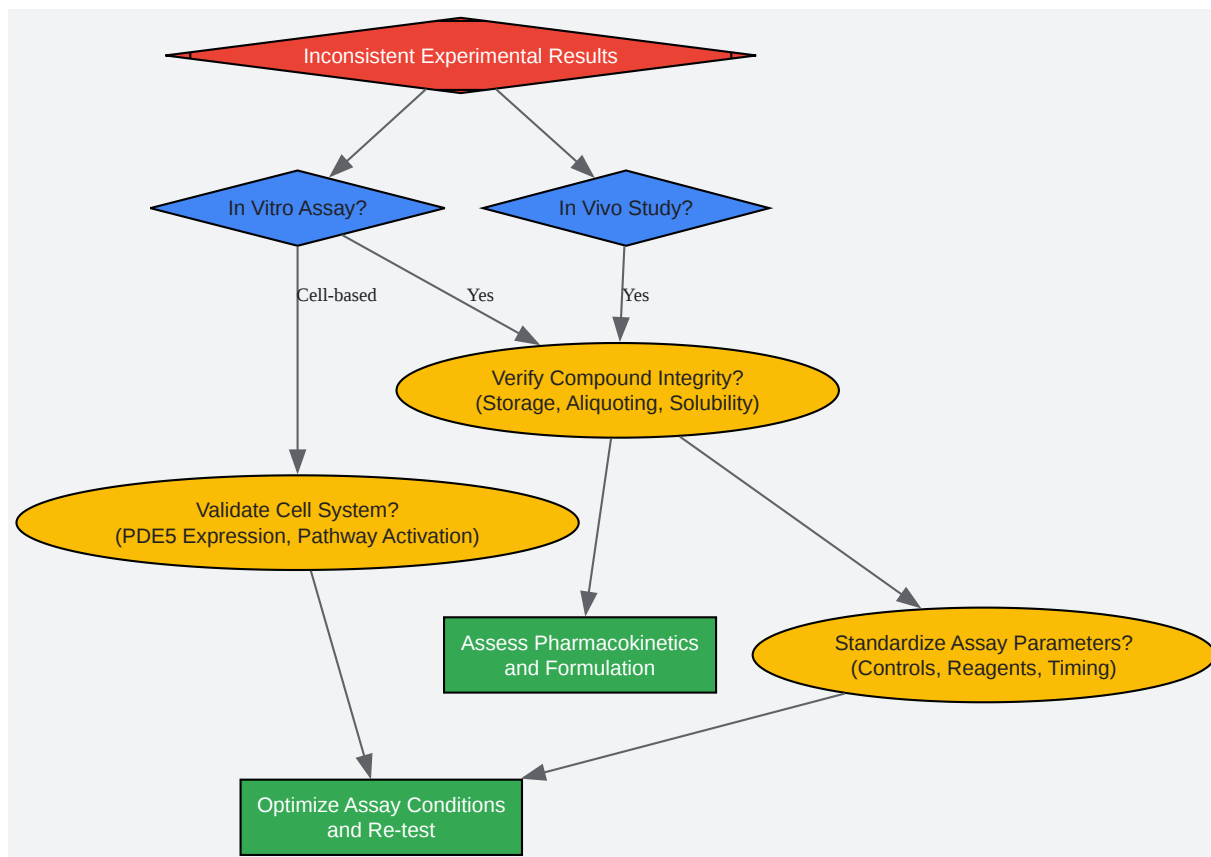 Inconsistent Experimental Results
In Vitro Assay?
In Vivo Study?
Cell-based
Yes
Yes
Verify Compound Integrity?
(Storage, Aliquoting, Solubility)
Validate Cell System?
(PDE5 Expression, Pathway Activation)
Assess Pharmacokinetics
and Formulation
Standardize Assay Parameters?
(Controls, Reagents, Timing)
Optimize Assay Conditions
and Re-test